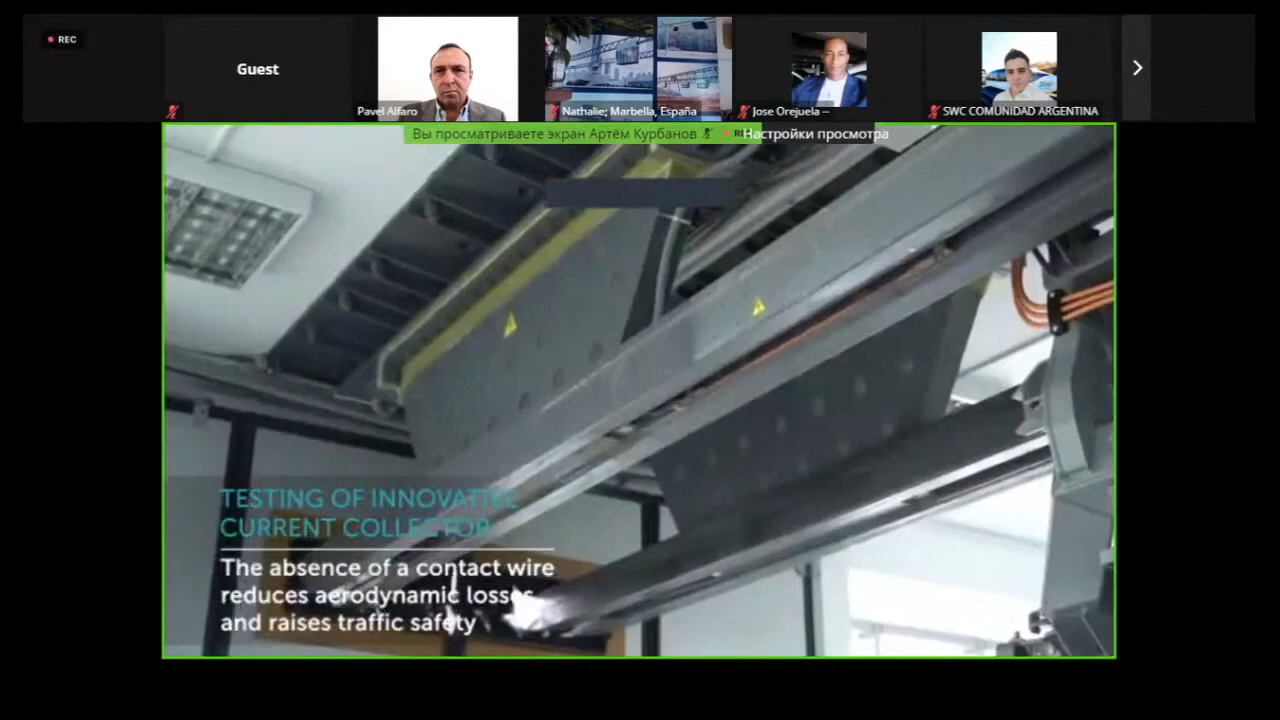 REC
Guest
Pavel Alfaro
Nathalie; Marbella, España
Jose Orejuela –
SWC COMUNIDAD ARGENTINA
Вы просматриваете экран Артём Курбанов
Настройки просмотра
TESTING OF INNOVATIVE
CURRENT COLLECTOR
The absence of a contact wire
reduces aerodynamic losses
and raises traffic safety